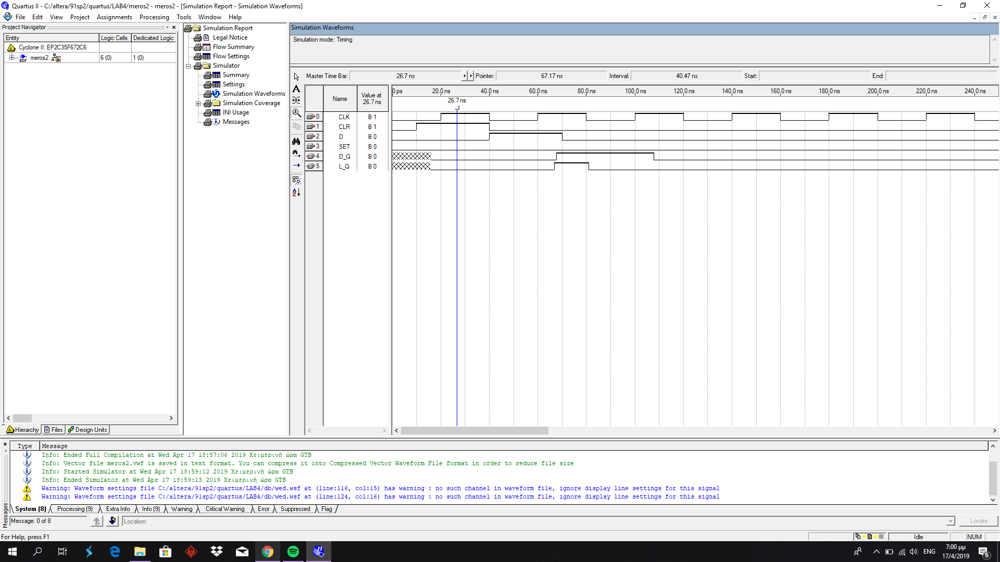 Quartus II - C:/altera/91sp2/quartus/LAB4/meros2 - meros2 - [Simulation Report - Simulation Waveforms]
File Edit View Project Assignments Processing Tools Window Help
Project Navigator
Entity Logic Cells Dedicated Logic
Cyclone II: EP2C35F672C6
meros2 6 (0) 1 (0)
Hierarchy Files Design Units
Simulation Report
Legal Notice
Flow Summary
Flow Settings
Simulator
Summary
Settings
Simulation Waveforms
Simulation Coverage
INI Usage
Messages
Simulation Waveforms
Simulation mode: Timing
Master Time Bar: 26.7 ns Pointer: 67.17 ns Interval: 40.47 ns Start: End:
Name Value at 26.7 ns
0 ps 20.0 ns 40.0 ns 60.0 ns 80.0 ns 100.0 ns 120.0 ns 140.0 ns 160.0 ns 180.0 ns 200.0 ns 220.0 ns 240.0 ns
26.7 ns
0 CLK B 1
1 CLR B 1
2 D B 0
3 SET B 0
4 D_Q B 0
5 L_Q B 0
Type Message
Info: Ended Full Compilation at Wed Apr 17 18:57:06 2019 Χειμερινή ώρα GTB
Info: Vector file meros2.vwf is saved in text format. You can compress it into Compressed Vector Waveform File format in order to reduce file size
Info: Started Simulator at Wed Apr 17 18:59:12 2019 Χειμερινή ώρα GTB
Info: Ended Simulator at Wed Apr 17 18:59:13 2019 Χειμερινή ώρα GTB
Warning: Waveform settings file C:/altera/91sp2/quartus/LAB4/db/wed.wsf at (line:116, col:15) has warning : no such channel in waveform file, ignore display line settings for this signal
Warning: Waveform settings file C:/altera/91sp2/quartus/LAB4/db/wed.wsf at (line:124, col:16) has warning : no such channel in waveform file, ignore display line settings for this signal
System (8) Processing (9) Extra Info Info (9) Warning Critical Warning Error Suppressed Flag
Messages
Message: 0 of 8 Location: Locate
For Help, press F1 Idle NUM
ENG 7:00 μμ
17/4/2019 6